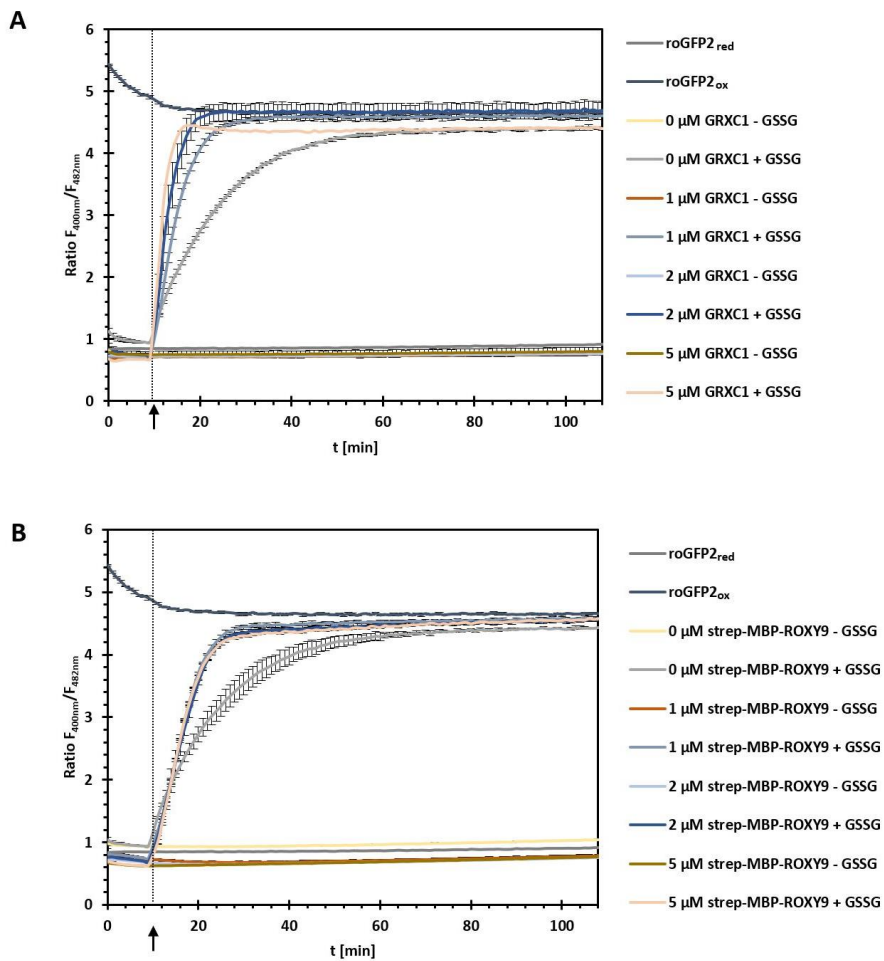 A
6
5
4
3
2
1
0
Ratio F400nm/F482nm
0 20 40 60 80 100
t [min]
roGFP2red
roGFP2ox
0 µM GRXC1 - GSSG
0 µM GRXC1 + GSSG
1 µM GRXC1 - GSSG
1 µM GRXC1 + GSSG
2 µM GRXC1 - GSSG
2 µM GRXC1 + GSSG
5 µM GRXC1 - GSSG
5 µM GRXC1 + GSSG
B
6
5
4
3
2
1
0
Ratio F400nm/F482nm
0 20 40 60 80 100
t [min]
roGFP2red
roGFP2ox
0 µM strep-MBP-ROXY9 - GSSG
0 µM strep-MBP-ROXY9 + GSSG
1 µM strep-MBP-ROXY9 - GSSG
1 µM strep-MBP-ROXY9 + GSSG
2 µM strep-MBP-ROXY9 - GSSG
2 µM strep-MBP-ROXY9 + GSSG
5 µM strep-MBP-ROXY9 - GSSG
5 µM strep-MBP-ROXY9 + GSSG